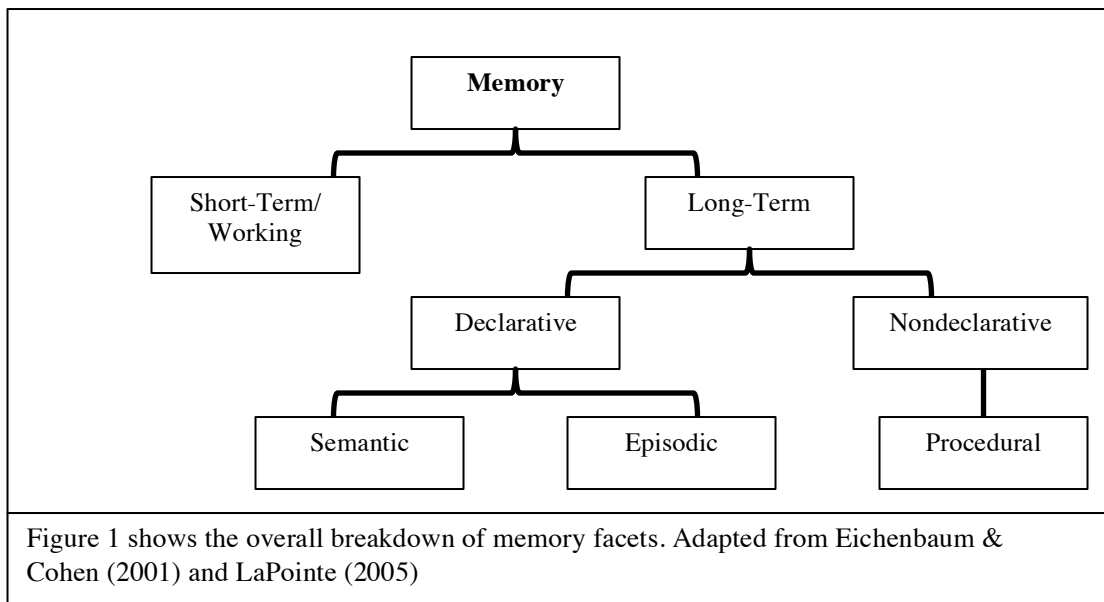 Memory
Short-Term/
Working
Long-Term
Declarative
Nondeclarative
Semantic
Episodic
Procedural
Figure 1 shows the overall breakdown of memory facets. Adapted from Eichenbaum &
Cohen (2001) and LaPointe (2005)